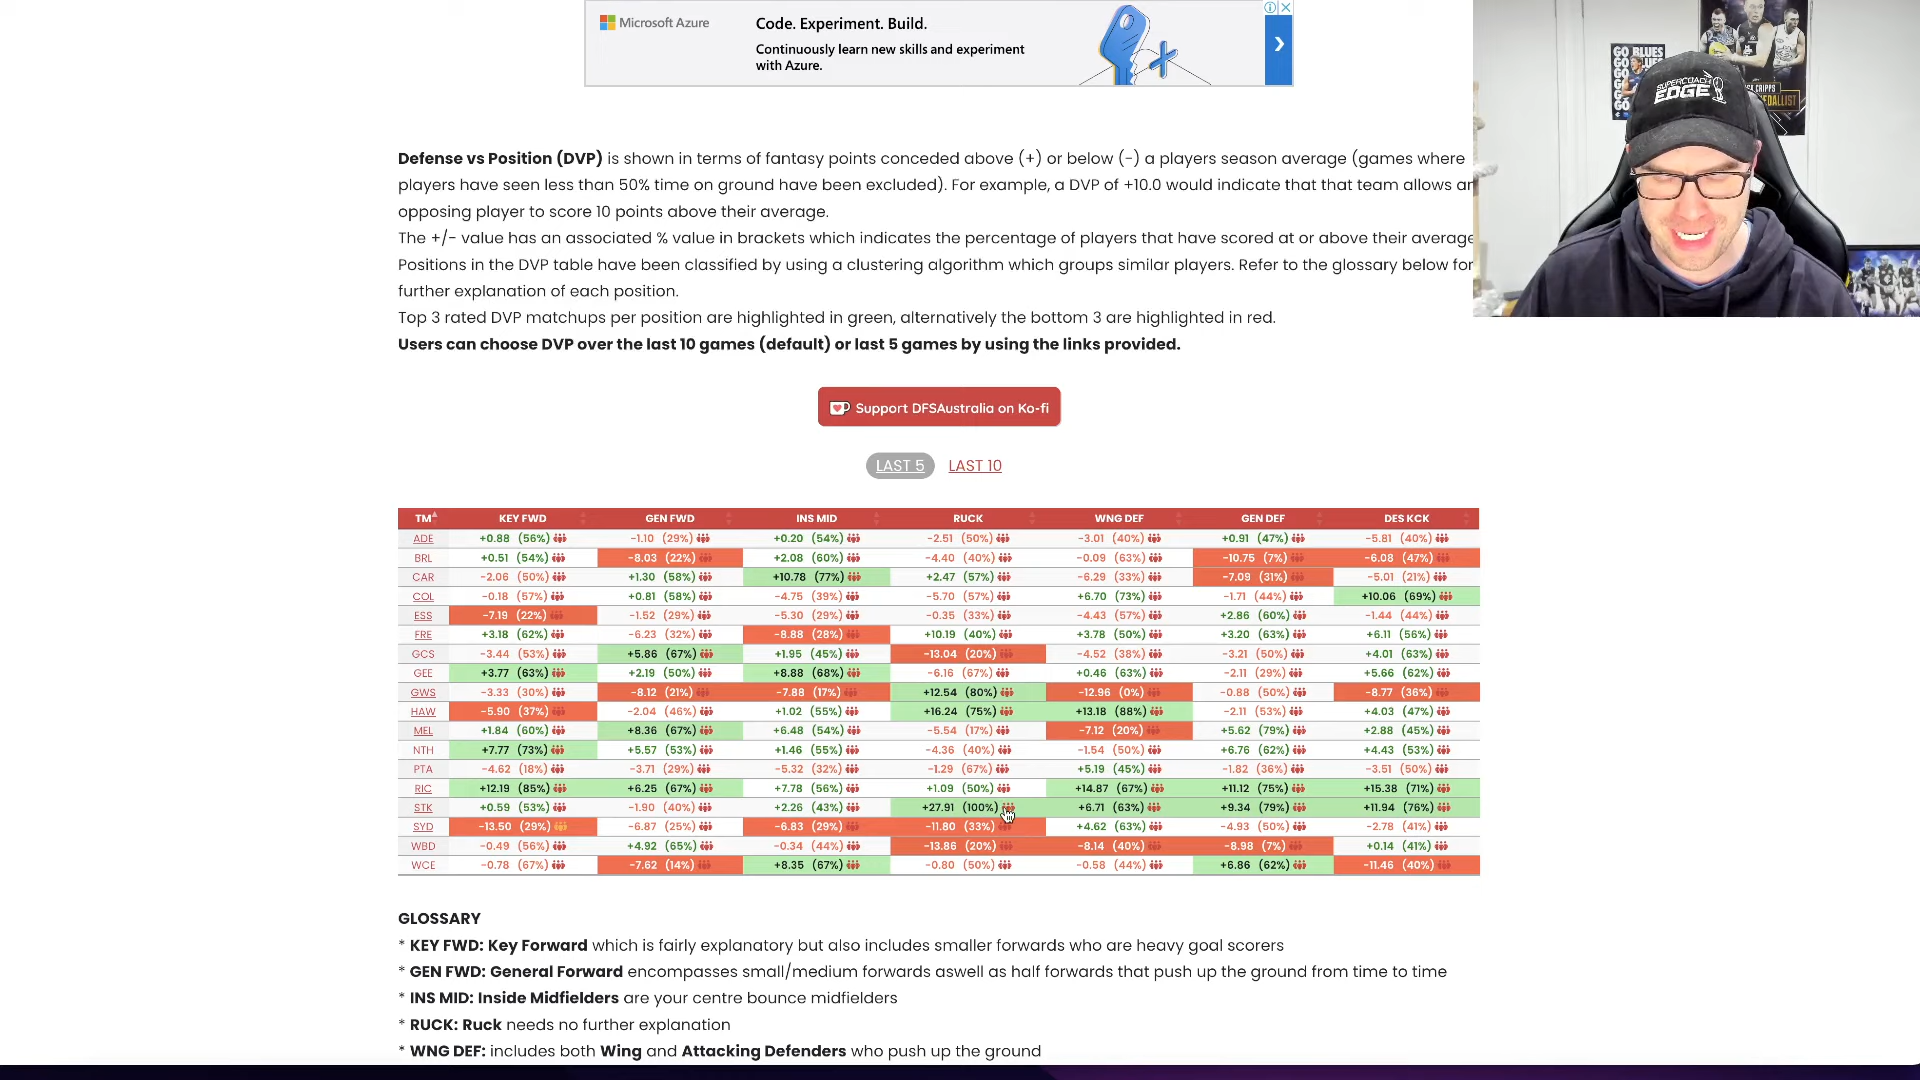 Microsoft Azure
Code. Experiment. Build.
Continuously learn new skills and experiment
with Azure.
GO BLUES
SUPERCOACH
EDGE
CRIPPS
MEDALLIST
Defense vs Position (DVP) is shown in terms of fantasy points conceded above (+) or below (-) a players season average (games where
players have seen less than 50% time on ground have been excluded). For example, a DVP of +10.0 would indicate that that team allows an
opposing player to score 10 points above their average.
The +/- value has an associated % value in brackets which indicates the percentage of players that have scored at or above their average
Positions in the DVP table have been classified by using a clustering algorithm which groups similar players. Refer to the glossary below for
further explanation of each position.
Top 3 rated DVP matchups per position are highlighted in green, alternatively the bottom 3 are highlighted in red.
Users can choose DVP over the last 10 games (default) or last 5 games by using the links provided.
Support DFSAustralia on Ko-fi
LAST 5 LAST 10
TM KEY FWD GEN FWD INS MID RUCK WNG DEF GEN DEF DES KCK
ADE +0.88 (56%) -1.10 (29%) +0.20 (54%) -2.51 (50%) -3.01 (40%) +0.91 (47%) -5.81 (40%)
BRL +0.51 (54%) -8.03 (22%) +2.08 (60%) -4.40 (40%) -0.09 (63%) -10.75 (7%) -6.08 (47%)
CAR -2.06 (50%) +1.30 (58%) +10.78 (77%) +2.47 (57%) -6.29 (33%) -7.09 (31%) -5.01 (21%)
COL -0.18 (57%) +0.81 (58%) -4.75 (39%) -5.70 (57%) +6.70 (73%) -1.71 (44%) +10.06 (69%)
ESS -7.19 (22%) -1.52 (29%) -5.30 (29%) -0.35 (33%) -4.43 (57%) +2.86 (60%) -1.44 (44%)
FRE +3.18 (62%) -6.23 (32%) -8.88 (28%) +10.19 (40%) +3.78 (50%) +3.20 (63%) +6.11 (56%)
GCS -3.44 (53%) +5.86 (67%) +1.95 (45%) -13.04 (20%) -4.52 (38%) -3.21 (50%) +4.01 (63%)
GEE +3.77 (63%) +2.19 (50%) +8.88 (68%) -6.16 (67%) +0.46 (63%) -2.11 (29%) +5.66 (62%)
GWS -3.33 (30%) -8.12 (21%) -7.88 (17%) +12.54 (80%) -12.96 (0%) -0.88 (50%) -8.77 (36%)
HAW -5.90 (37%) -2.04 (46%) +1.02 (55%) +16.24 (75%) +13.18 (88%) -2.11 (53%) +4.03 (47%)
MEL +1.84 (60%) +8.36 (67%) +6.48 (54%) -5.54 (17%) -7.12 (20%) +5.62 (79%) +2.88 (45%)
NTH +7.77 (73%) +5.57 (53%) +1.46 (55%) -4.36 (40%) -1.54 (50%) +6.76 (62%) +4.43 (53%)
PTA -4.62 (18%) -3.71 (29%) -5.32 (32%) -1.29 (67%) +5.19 (45%) -1.82 (36%) -3.51 (50%)
RIC +12.19 (85%) +6.25 (67%) +7.78 (56%) +1.09 (50%) +14.87 (67%) +11.12 (75%) +15.38 (71%)
STK +0.59 (53%) -1.90 (40%) +2.26 (43%) +27.91 (100%) +6.71 (63%) +9.34 (79%) +11.94 (76%)
SYD -13.50 (29%) -6.87 (25%) -6.83 (29%) -11.80 (33%) +4.62 (63%) -4.93 (50%) -2.78 (41%)
WBD -0.49 (56%) +4.92 (65%) -0.34 (44%) -13.86 (20%) -8.14 (40%) -8.98 (7%) +0.14 (41%)
WCE -0.78 (67%) -7.62 (14%) +8.35 (67%) -0.80 (50%) -0.58 (44%) +6.86 (62%) -11.46 (40%)
GLOSSARY
* KEY FWD: Key Forward which is fairly explanatory but also includes smaller forwards who are heavy goal scorers
* GEN FWD: General Forward encompasses small/medium forwards aswell as half forwards that push up the ground from time to time
* INS MID: Inside Midfielders are your centre bounce midfielders
* RUCK: Ruck needs no further explanation
* WNG DEF: includes both Wing and Attacking Defenders who push up the ground